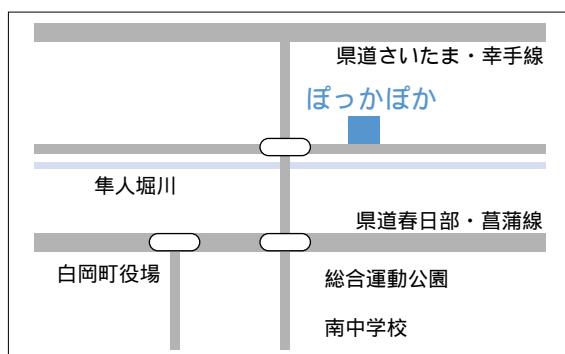 県道さいたま・幸手線
ぽっかぽか
隼人堀川
県道春日部・菖蒲線
白岡町役場
総合運動公園
南中学校